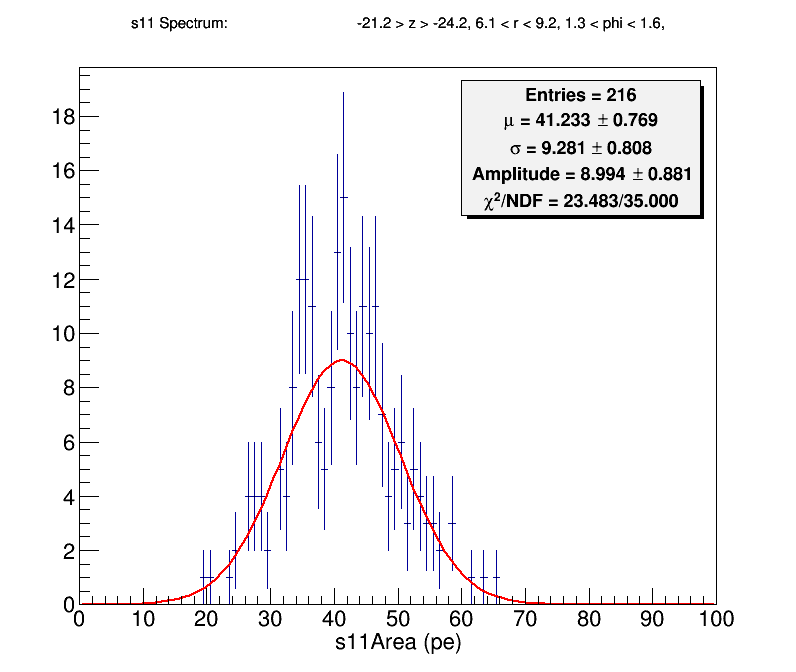 s11 Spectrum: -21.2 > z > -24.2, 6.1 < r < 9.2, 1.3 < phi < 1.6,
Entries = 216
μ = 41.233 ± 0.769
σ = 9.281 ± 0.808
Amplitude = 8.994 ± 0.881
χ²/NDF = 23.483/35.000
18
16
14
12
10
8
6
4
2
0
0 10 20 30 40 50 60 70 80 90 100
s11Area (pe)